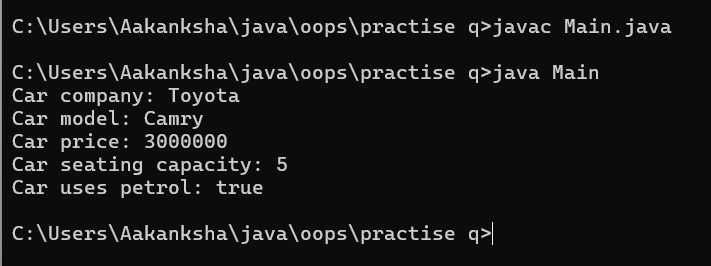 C:\Users\Aakanksha\java\oops\practise q>javac Main.java
C:\Users\Aakanksha\java\oops\practise q>java Main
Car company: Toyota
Car model: Camry
Car price: 3000000
Car seating capacity: 5
Car uses petrol: true
C:\Users\Aakanksha\java\oops\practise q>